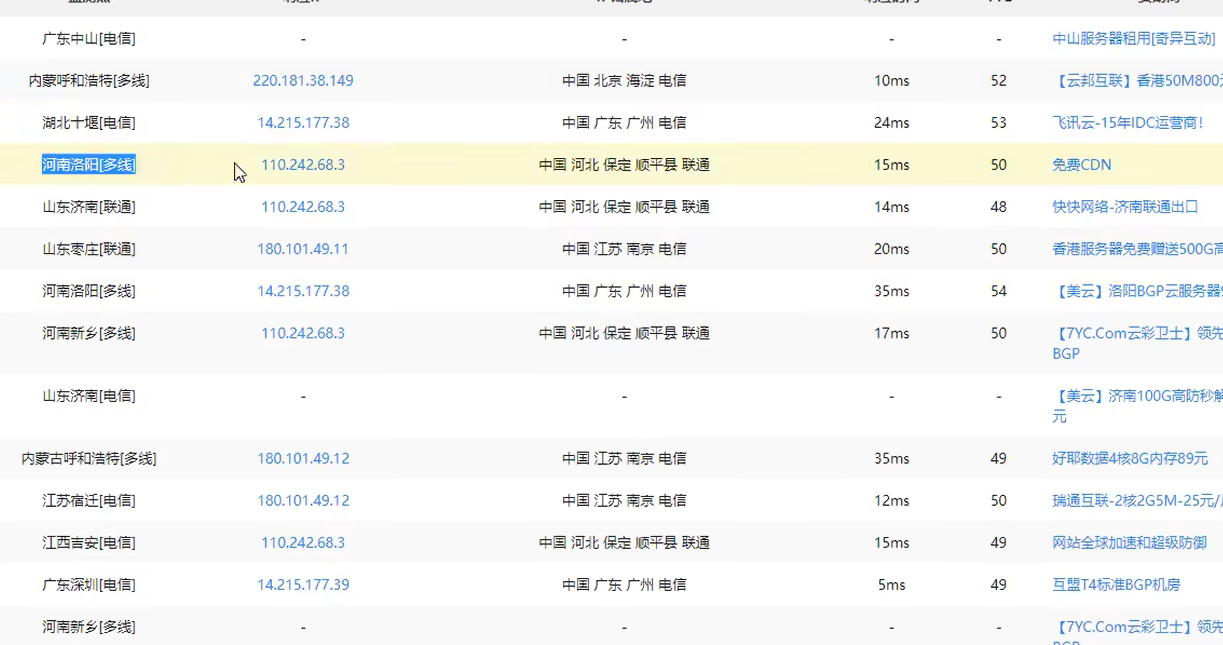 广东中山[电信] - - - - 中山服务器租用[奇异互动]
内蒙呼和浩特[多线] 220.181.38.149 中国 北京 海淀 电信 10ms 52 【云邦互联】香港50M800元
湖北十堰[电信] 14.215.177.38 中国 广东 广州 电信 24ms 53 飞讯云-15年IDC运营商!
河南洛阳[多线] 110.242.68.3 中国 河北 保定 顺平县 联通 15ms 50 免费CDN
山东济南[联通] 110.242.68.3 中国 河北 保定 顺平县 联通 14ms 48 快快网络-济南联通出口
山东枣庄[联通] 180.101.49.11 中国 江苏 南京 电信 20ms 50 香港服务器免费赠送500G高
河南洛阳[多线] 14.215.177.38 中国 广东 广州 电信 35ms 54 【美云】洛阳BGP云服务器
河南新乡[多线] 110.242.68.3 中国 河北 保定 顺平县 联通 17ms 50 【7YC.Com云彩卫士】领先
BGP
山东济南[电信] - - - - 【美云】济南100G高防秒解
元
内蒙古呼和浩特[多线] 180.101.49.12 中国 江苏 南京 电信 35ms 49 好耶数据4核8G内存89元
江苏宿迁[电信] 180.101.49.12 中国 江苏 南京 电信 12ms 50 瑞通互联-2核2G5M-25元/月
江西吉安[电信] 110.242.68.3 中国 河北 保定 顺平县 联通 15ms 49 网站全球加速和超级防御
广东深圳[电信] 14.215.177.39 中国 广东 广州 电信 5ms 49 互盟T4标准BGP机房
河南新乡[多线] - - - - 【7YC.Com云彩卫士】领先